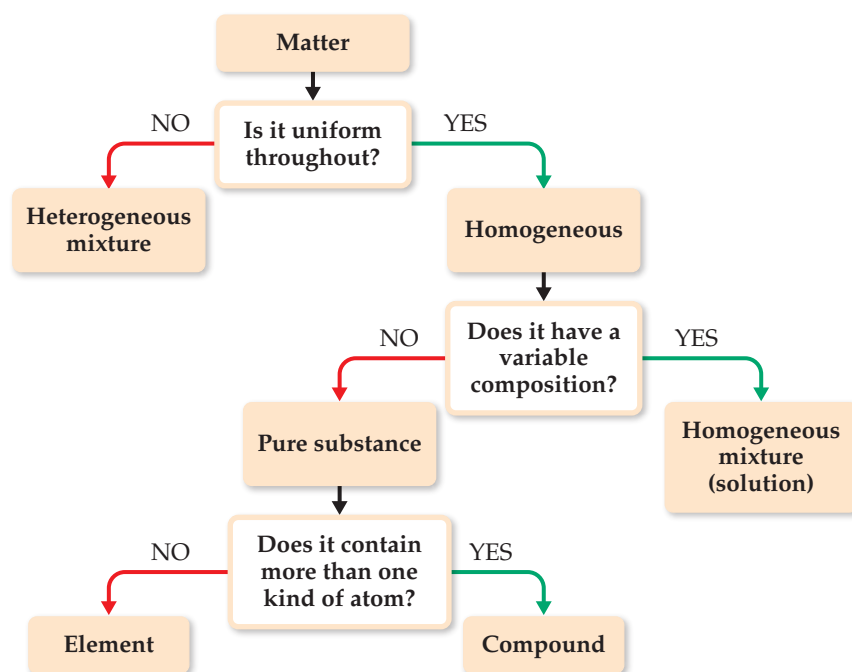 Matter
NO
Is it uniform
throughout?
YES
Heterogeneous
mixture
Homogeneous
NO
Does it have a
variable
composition?
YES
Pure substance
Homogeneous
mixture
(solution)
NO
Does it contain
more than one
kind of atom?
YES
Element
Compound